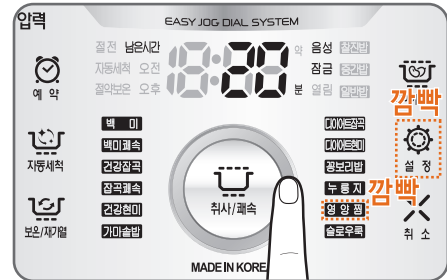 압력
EASY JOG DIAL SYSTEM
절전 남은시간
자동세척 오전
절약보온 오후
18:20
약
분
음성 찰진밥
잠금 중간밥
열림 일반밥
예 약
자동세척
보온/재가열
백 미
백미쾌속
건강잡곡
잡곡쾌속
건강현미
가마솥밥
취사/쾌속
다이어트잡곡
다이어트현미
꽁보리밥
누룽지
영양찜
슬로우쿡
깜빡
설 정
깜빡
취 소
MADE IN KORE